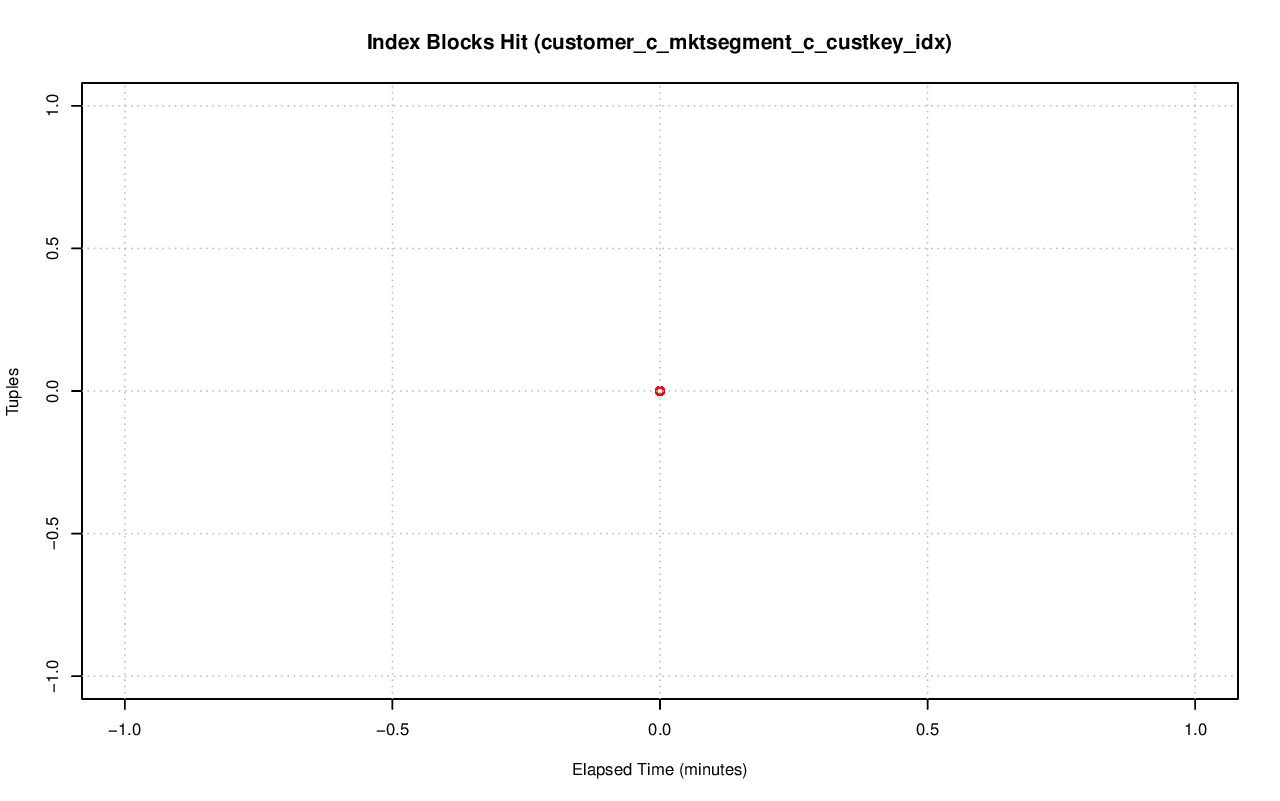 Index Blocks Hit (customer_c_mktsegment_c_custkey_idx)
Tuples
1.0
0.5
0.0
−0.5
−1.0
−1.0 −0.5 0.0 0.5 1.0
Elapsed Time (minutes)